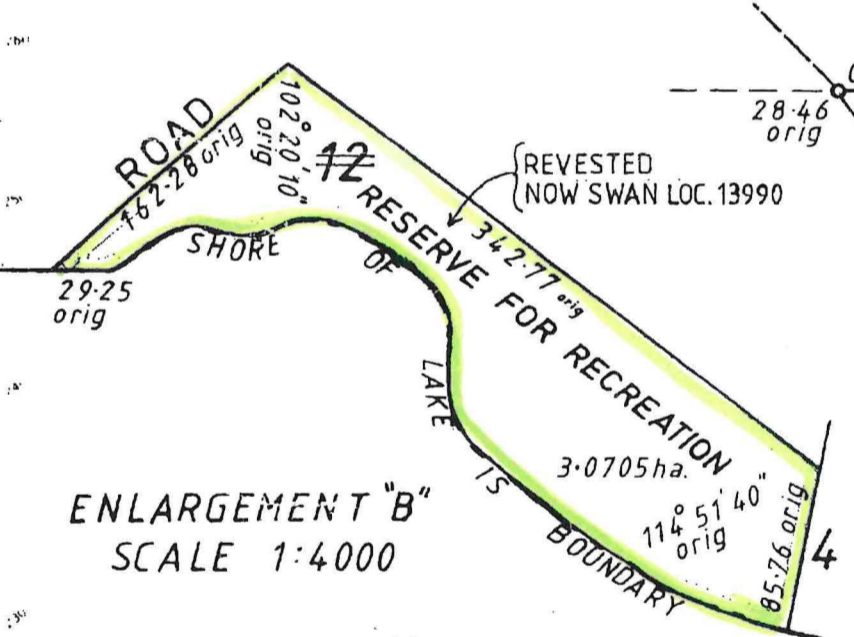 28·46
orig
ROAD
162·28 orig
102° 20' 10"
orig
12
REVESTED
NOW SWAN LOC. 13990
RESERVE FOR RECREATION
342·77 orig
SHORE OF LAKE IS BOUNDARY
29·25
orig
3·0705ha.
114° 51' 40"
orig
85·76 orig
4
ENLARGEMENT "B"
SCALE 1:4000